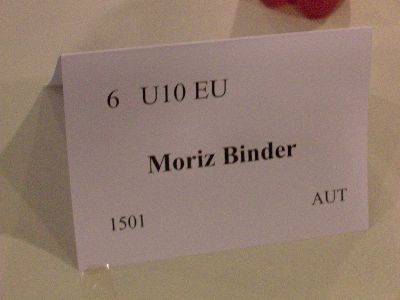 6 U10 EU
Moriz Binder
1501 AUT